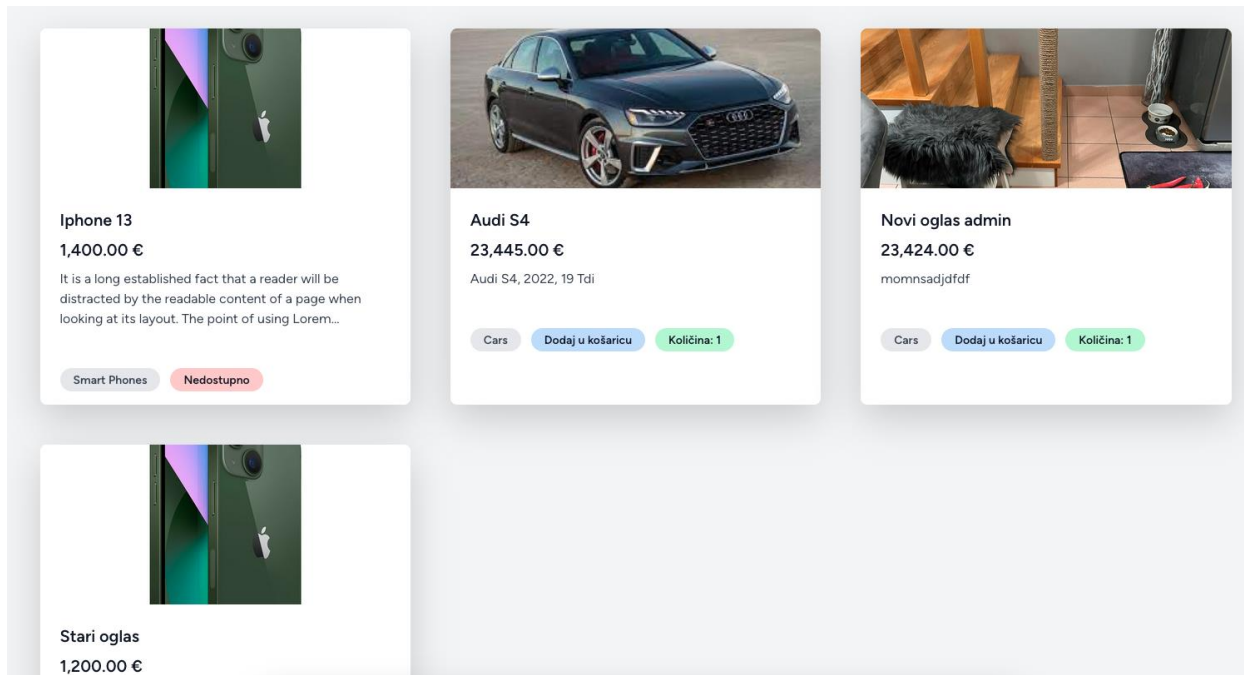 Iphone 13
1,400.00 €
It is a long established fact that a reader will be
distracted by the readable content of a page when
looking at its layout. The point of using Lorem...
Smart Phones
Nedostupno
Audi S4
23,445.00 €
Audi S4, 2022, 19 Tdi
Cars
Dodaj u košaricu
Količina: 1
Novi oglas admin
23,424.00 €
momnsadjdfdf
Cars
Dodaj u košaricu
Količina: 1
Stari oglas
1,200.00 €